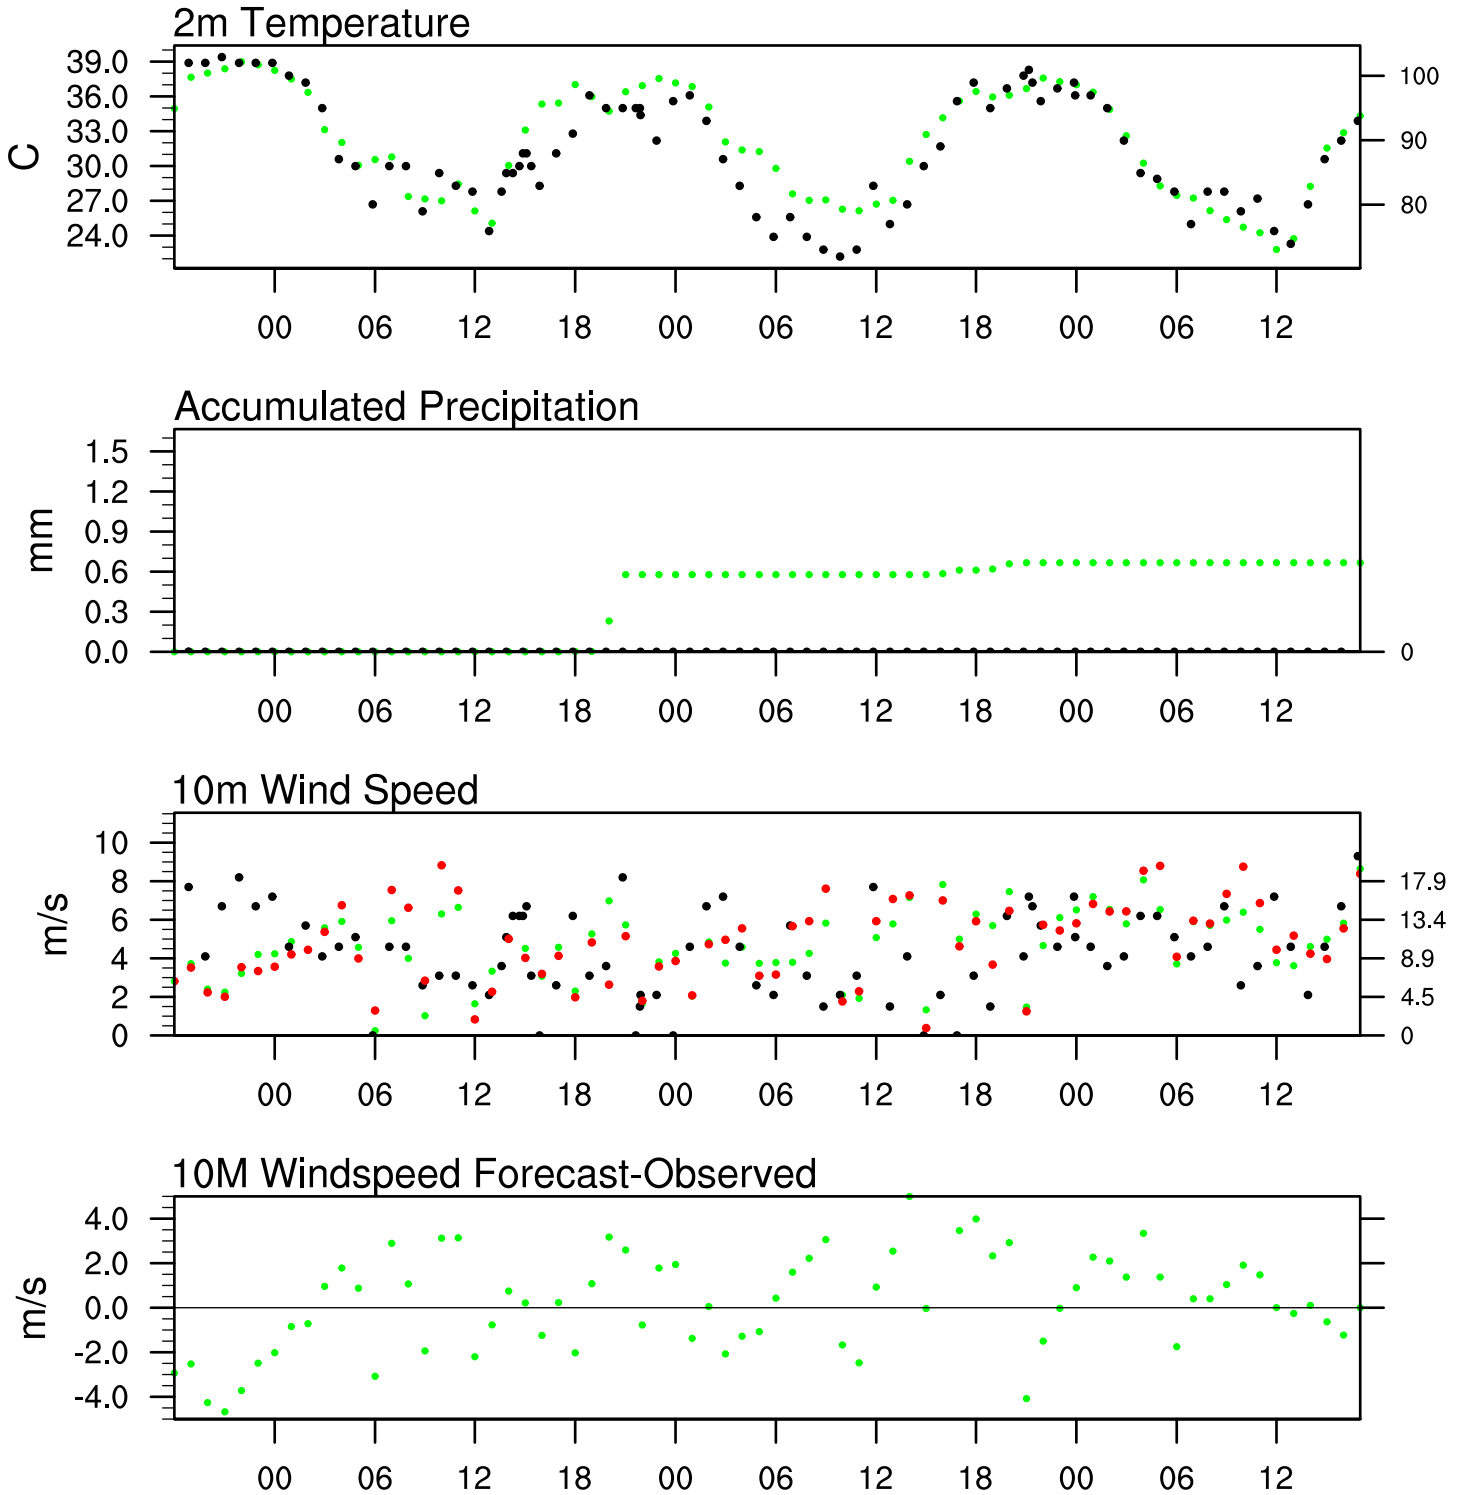 2m Temperature
39.0
36.0
33.0
30.0
27.0
24.0
C
100
90
80
00 06 12 18 00 06 12 18 00 06 12
Accumulated Precipitation
1.5
1.2
0.9
0.6
0.3
0.0
mm
0
00 06 12 18 00 06 12 18 00 06 12
10m Wind Speed
10
8
6
4
2
0
m/s
17.9
13.4
8.9
4.5
0
00 06 12 18 00 06 12 18 00 06 12
10M Windspeed Forecast-Observed
4.0
2.0
0.0
-2.0
-4.0
m/s
00 06 12 18 00 06 12 18 00 06 12